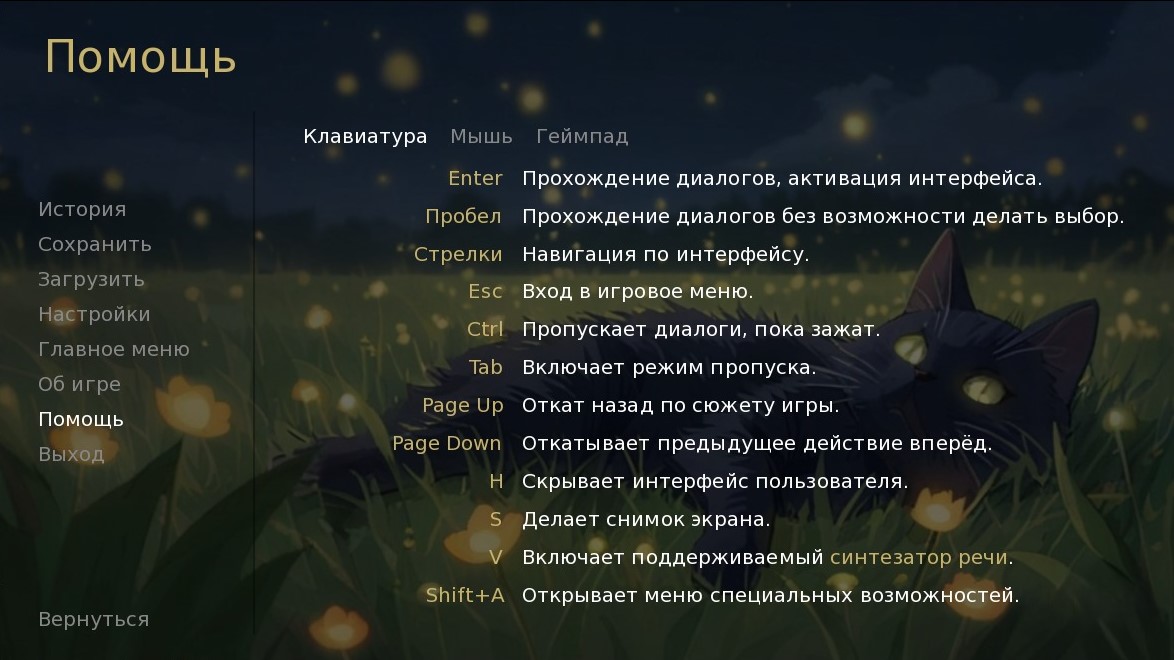 Помощь
История
Сохранить
Загрузить
Настройки
Главное меню
Об игре
Помощь
Выход
Вернуться
Клавиатура Мышь Геймпад
Enter Прохождение диалогов, активация интерфейса.
Пробел Прохождение диалогов без возможности делать выбор.
Стрелки Навигация по интерфейсу.
Esc Вход в игровое меню.
Ctrl Пропускает диалоги, пока зажат.
Tab Включает режим пропуска.
Page Up Откат назад по сюжету игры.
Page Down Откатывает предыдущее действие вперёд.
H Скрывает интерфейс пользователя.
S Делает снимок экрана.
V Включает поддерживаемый синтезатор речи.
Shift+A Открывает меню специальных возможностей.